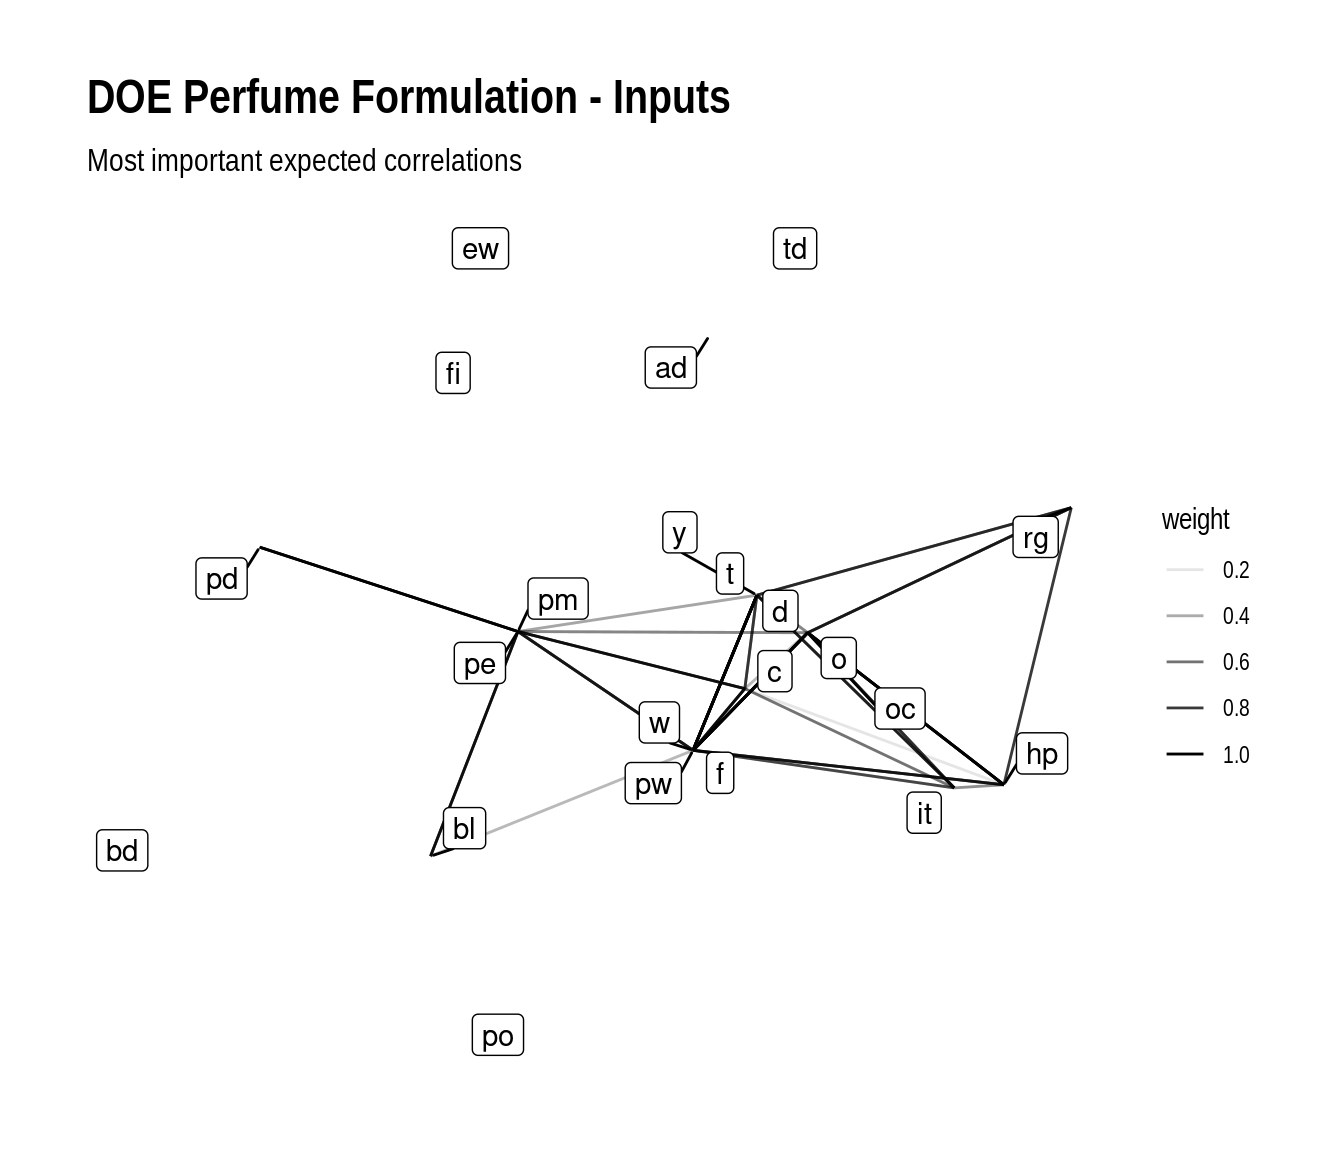 DOE Perfume Formulation - Inputs
Most important expected correlations
ew
td
fi
ad
y
rg
weight
t
pd
pm
d
0.2
0.4
0.6
0.8
1.0
pe
c
o
w
oc
pw
f
hp
it
bl
bd
po